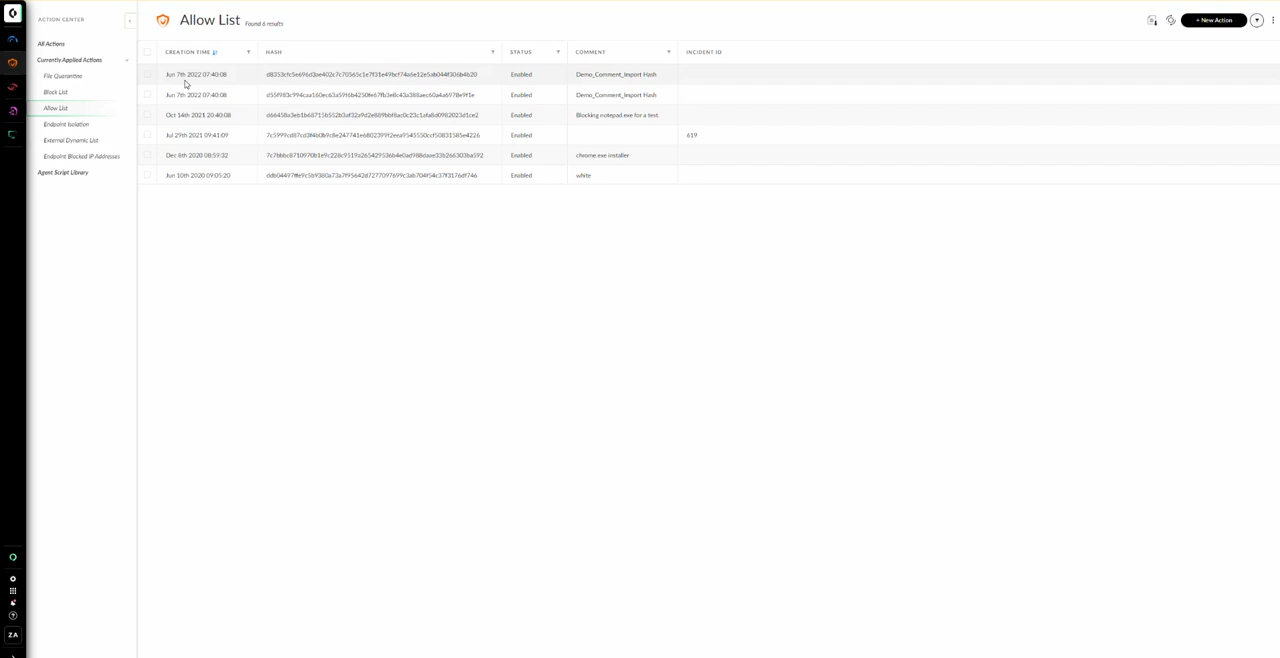 ACTION CENTER
All Actions
Currently Applied Actions
File Quarantine
Block List
Allow List
Endpoint Isolation
External Dynamic List
Endpoint Blocked IP Addresses
Agent Script Library
ZA
Allow List Found 6 results
+ New Action
CREATION TIME HASH STATUS COMMENT INCIDENT ID
Jun 7th 2022 07:40:08 Enabled Demo_Comment_Import Hash
Jun 7th 2022 07:40:08 Enabled Demo_Comment_Import Hash
Oct 14th 2021 20:40:08 Enabled Blocking notepad.exe for a test.
Jul 29th 2021 09:41:09 Enabled 619
Dec 8th 2020 08:59:32 Enabled chrome.exe installer
Jun 10th 2020 09:05:20 Enabled white